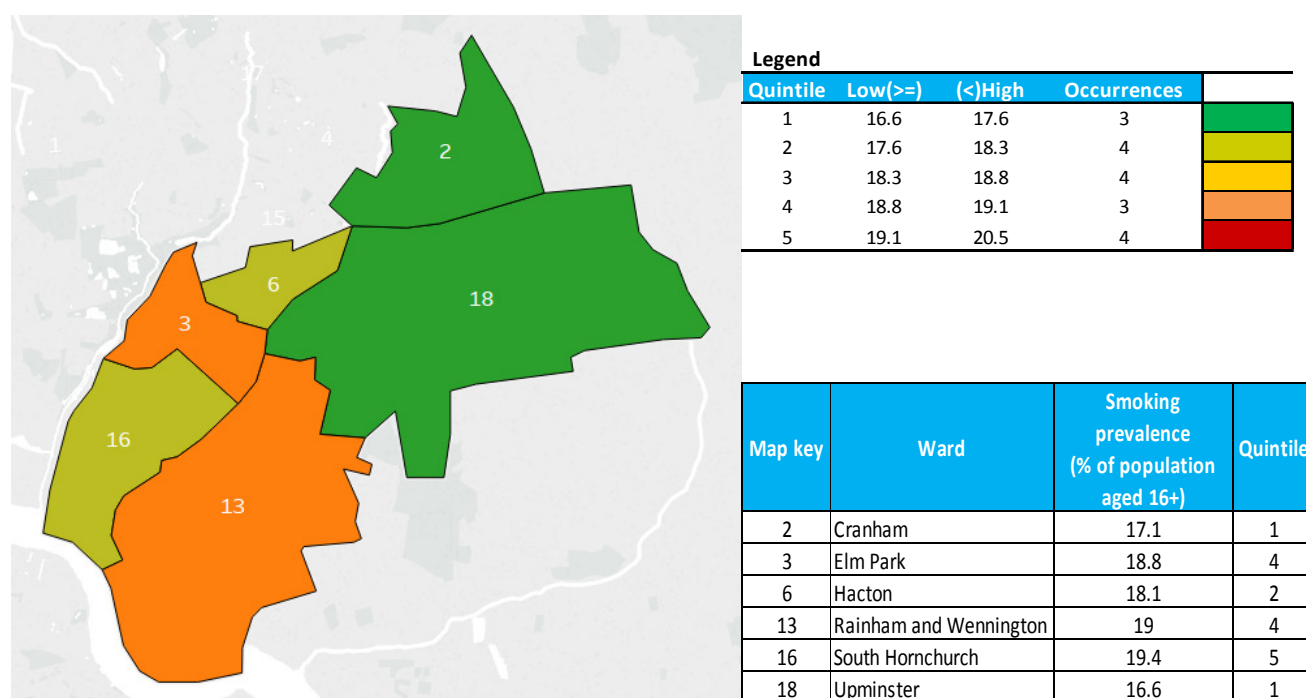 17
1
4
2
15
6
18
3
16
13
Legend
Quintile Low(>=) (<)High Occurrences
1 16.6 17.6 3
2 17.6 18.3 4
3 18.3 18.8 4
4 18.8 19.1 3
5 19.1 20.5 4
Map key Ward Smoking prevalence (% of population aged 16+) Quintile
2 Cranham 17.1 1
3 Elm Park 18.8 4
6 Hacton 18.1 2
13 Rainham and Wennington 19 4
16 South Hornchurch 19.4 5
18 Upminster 16.6 1